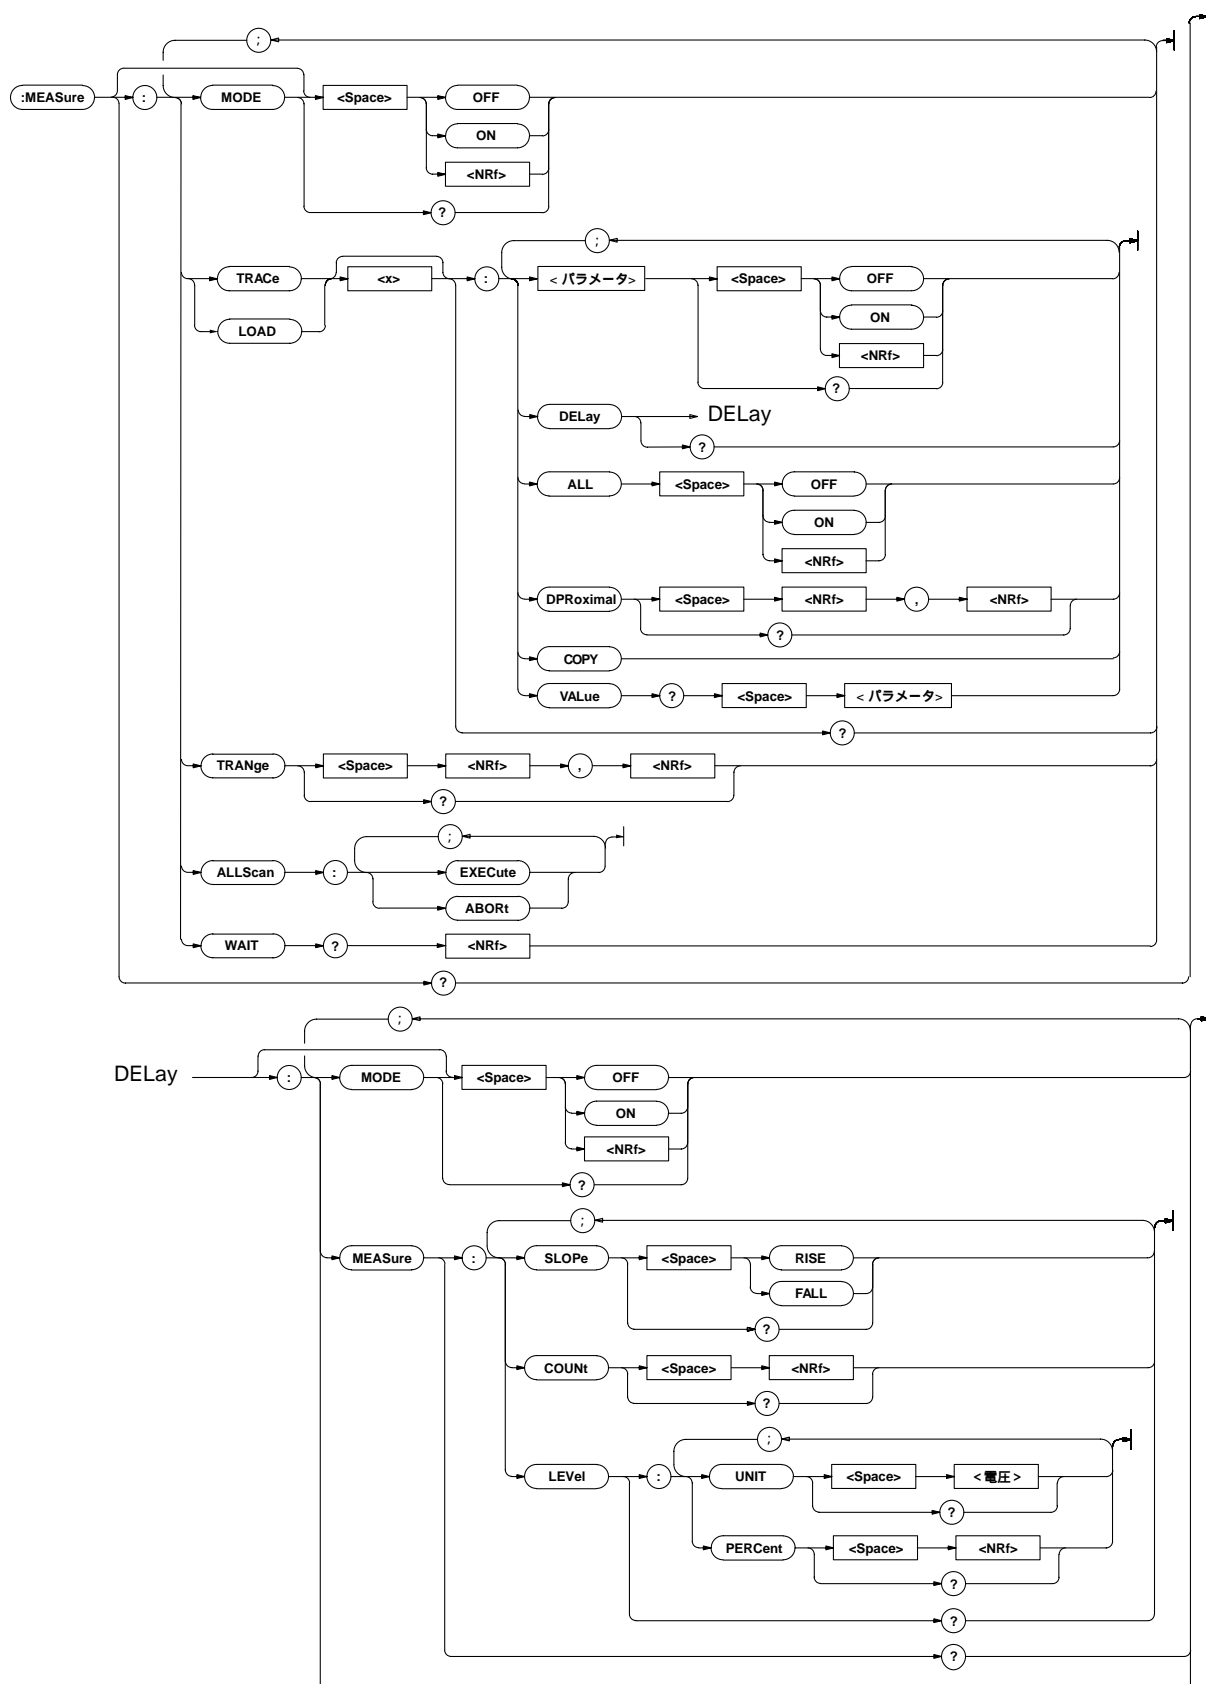 ;
:MEASure : MODE <Space> OFF
ON
<NRf>
?
;
TRACe <x> : <パラメータ> <Space> OFF
LOAD ON
<NRf>
?
DELay DELay
?
ALL <Space> OFF
ON
<NRf>
DPRoximal <Space> <NRf> , <NRf>
?
COPY
VALue ? <Space> <パラメータ>
?
TRANge <Space> <NRf> , <NRf>
?
;
ALLScan : EXECute
ABORt
WAIT ? <NRf>
?
;
DELay : MODE <Space> OFF
ON
<NRf>
?
;
MEASure : SLOPe <Space> RISE
FALL
?
COUNt <Space> <NRf>
?
;
LEVel : UNIT <Space> <電圧>
?
PERCent <Space> <NRf>
?
?
?